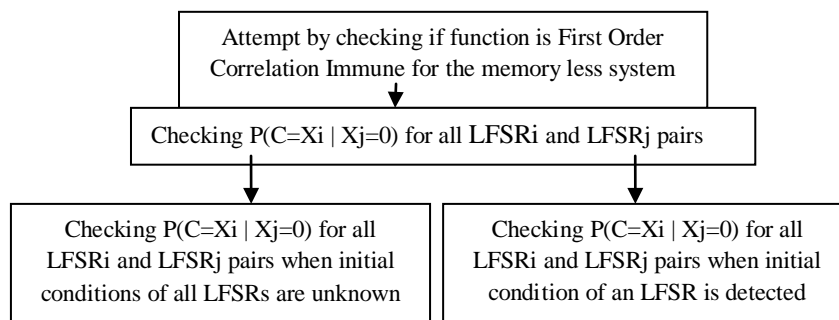 Attempt by checking if function is First Order
Correlation Immune for the memory less system
Checking P(C=Xi | Xj=0) for all LFSRi and LFSRj pairs
Checking P(C=Xi | Xj=0) for all
LFSRi and LFSRj pairs when initial
conditions of all LFSRs are unknown
Checking P(C=Xi | Xj=0) for all
LFSRi and LFSRj pairs when initial
condition of an LFSR is detected